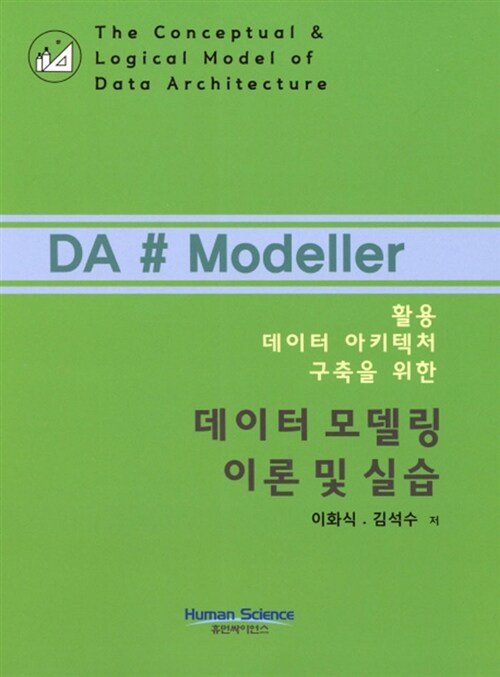 The Conceptual &
Logical Model of
Data Architecture
DA # Modeller
활용
데이터 아키텍처
구축을 위한
데이터 모델링
이론 및 실습
이화식 . 김석수 저
Human Science
휴먼싸이언스